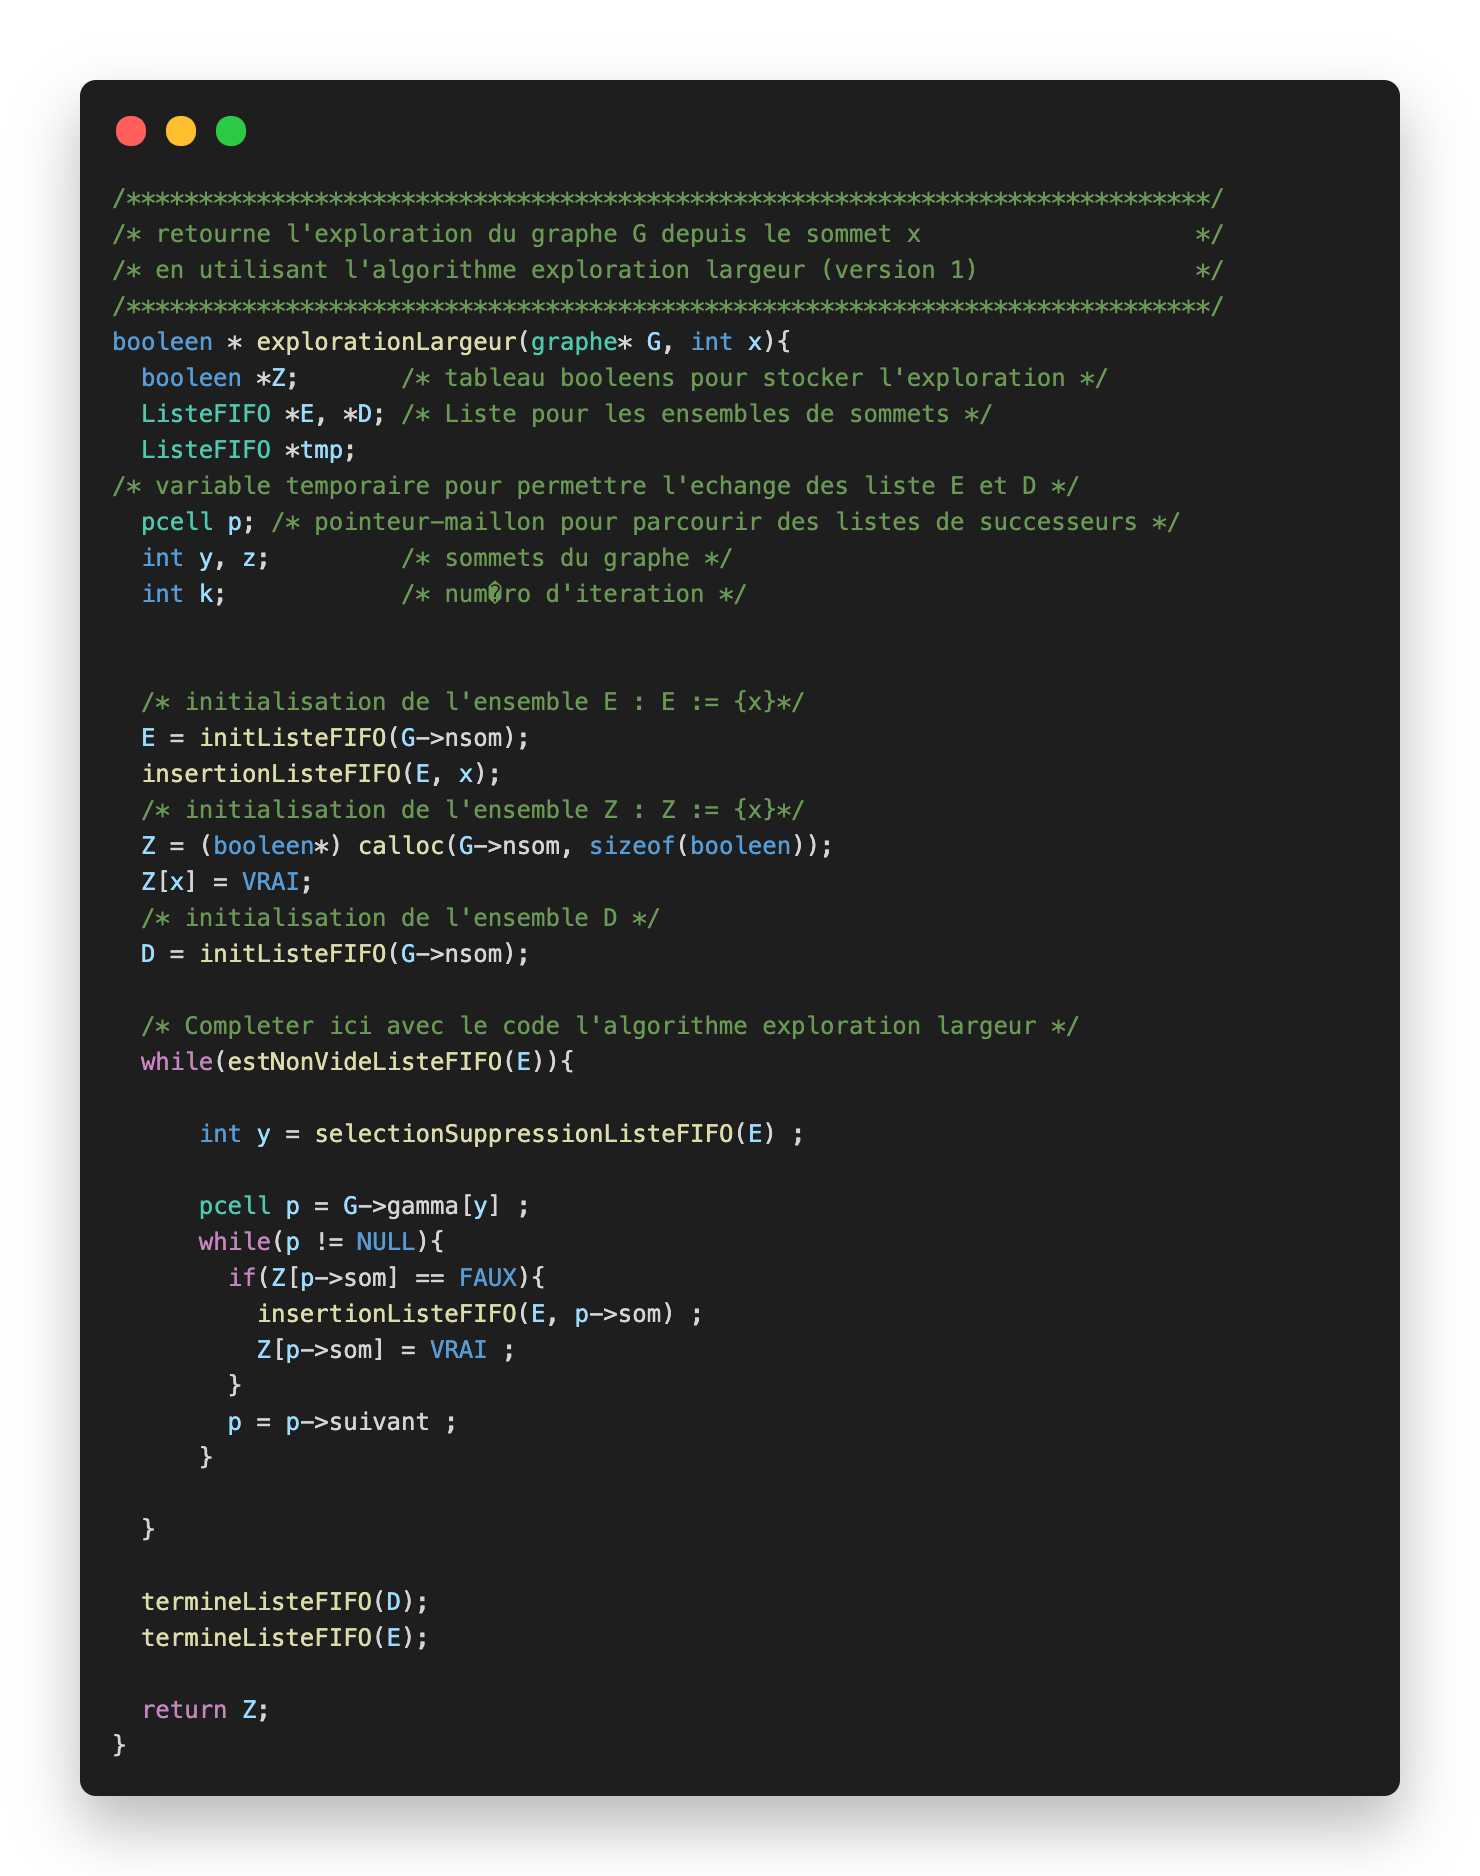 /***************************************************************************/
/* retourne l'exploration du graphe G depuis le sommet x                   */
/* en utilisant l'algorithme exploration largeur (version 1)               */
/***************************************************************************/
booleen * explorationLargeur(graphe* G, int x){
  booleen *Z;       /* tableau booleens pour stocker l'exploration */
  ListeFIFO *E, *D; /* Liste pour les ensembles de sommets */
  ListeFIFO *tmp;
/* variable temporaire pour permettre l'echange des liste E et D */
  pcell p; /* pointeur-maillon pour parcourir des listes de successeurs */
  int y, z;         /* sommets du graphe */
  int k;            /* num�ro d'iteration */
  /* initialisation de l'ensemble E : E := {x}*/
  E = initListeFIFO(G->nsom);
  insertionListeFIFO(E, x);
  /* initialisation de l'ensemble Z : Z := {x}*/
  Z = (booleen*) calloc(G->nsom, sizeof(booleen));
  Z[x] = VRAI;
  /* initialisation de l'ensemble D */
  D = initListeFIFO(G->nsom);
  /* Completer ici avec le code l'algorithme exploration largeur */
  while(estNonVideListeFIFO(E)){
      int y = selectionSuppressionListeFIFO(E) ;
      pcell p = G->gamma[y] ;
      while(p != NULL){
        if(Z[p->som] == FAUX){
          insertionListeFIFO(E, p->som) ;
          Z[p->som] = VRAI ;
        }
        p = p->suivant ;
      }
  }
  termineListeFIFO(D);
  termineListeFIFO(E);
  return Z;
}